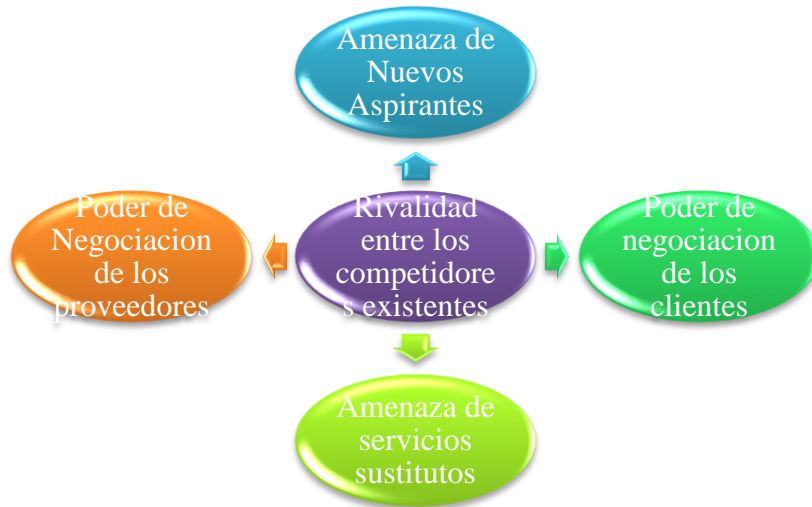 Amenaza de
Nuevos
Aspirantes
Poder de
Negociacion
de los
proveedores
Rivalidad
entre los
competidore
s existentes
Poder de
negociacion
de los
clientes
Amenaza de
servicios
sustitutos